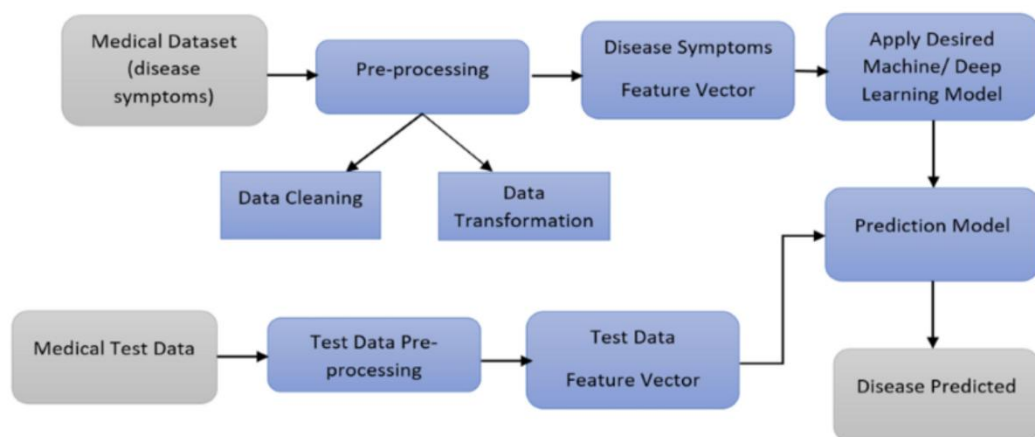 Medical Dataset
(disease
symptoms)
Pre-processing
Disease Symptoms
Feature Vector
Apply Desired
Machine/ Deep
Learning Model
Data Cleaning
Data
Transformation
Prediction Model
Medical Test Data
Test Data Pre-
processing
Test Data
Feature Vector
Disease Predicted